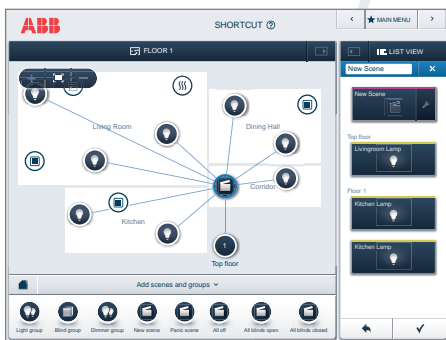 ABB
SHORTCUT ?
MAIN MENU
FLOOR 1
LIST VIEW
New Scene
New Scene
Living Room
Dining Hall
Top floor
Livingroom Lamp
Corridor
Floor 1
Kitchen
Kitchen Lamp
1
Top floor
Kitchen Lamp
Add scenes and groups
Light group Blind group Dimmer group New scene Panic scene All off All blinds open All blinds closed